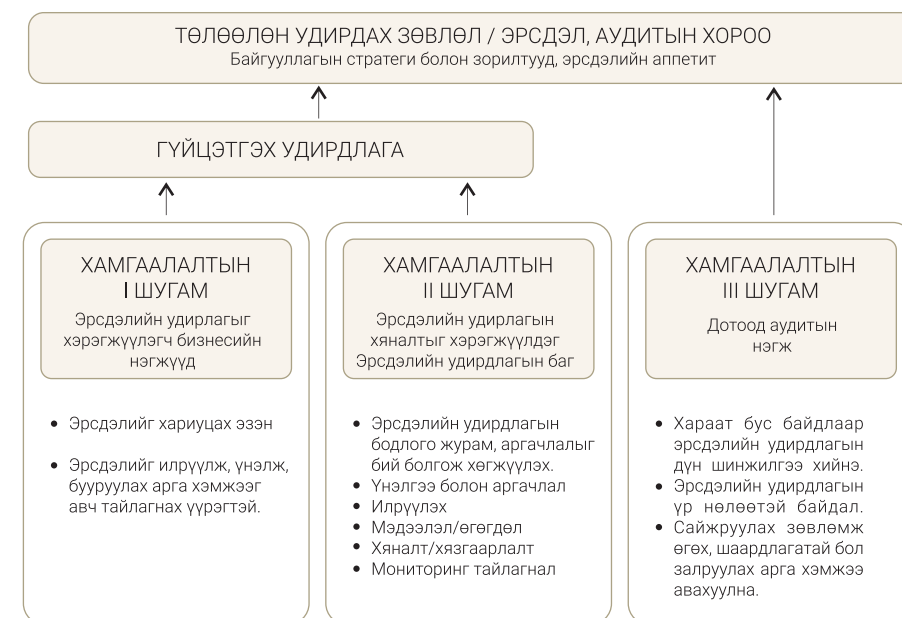 ТӨЛӨӨЛӨН УДИРДАХ ЗӨВЛӨЛ / ЭРСДЭЛ, АУДИТЫН ХОРОО
Байгууллагын стратеги болон зорилтууд, эрсдэлийн аппетит
ГҮЙЦЭТГЭХ УДИРДЛАГА
ХАМГААЛАЛТЫН
I ШУГАМ
Эрсдэлийн удирлагыг
хэрэгжүүлэгч бизнесийн
нэгжүүд
• Эрсдэлийг хариуцах эзэн
• Эрсдэлийг илрүүлж, үнэлж,
бууруулах арга хэмжээг
авч тайлагнах үүрэгтэй.
ХАМГААЛАЛТЫН
II ШУГАМ
Эрсдэлийн удирлагын
хяналтыг хэрэгжүүлдэг
Эрсдэлийн удирдлагын баг
• Эрсдэлийн удирдлагын
бодлого журам, аргачлалыг
бий болгож хөгжүүлэх.
• Үнэлгээ болон аргачлал
• Илрүүлэх
• Мэдээлэл/өгөгдөл
• Хяналт/хязгаарлалт
• Мониторинг тайлагнал
ХАМГААЛАЛТЫН
III ШУГАМ
Дотоод аудитын
нэгж
• Хараат бус байдлаар
эрсдэлийн удирдлагын
дүн шинжилгээ хийнэ.
• Эрсдэлийн удирдлагын
үр нөлөөтэй байдал.
• Сайжруулах зөвлөмж
өгөх, шаардлагатай бол
залруулах арга хэмжээ
авахуулна.